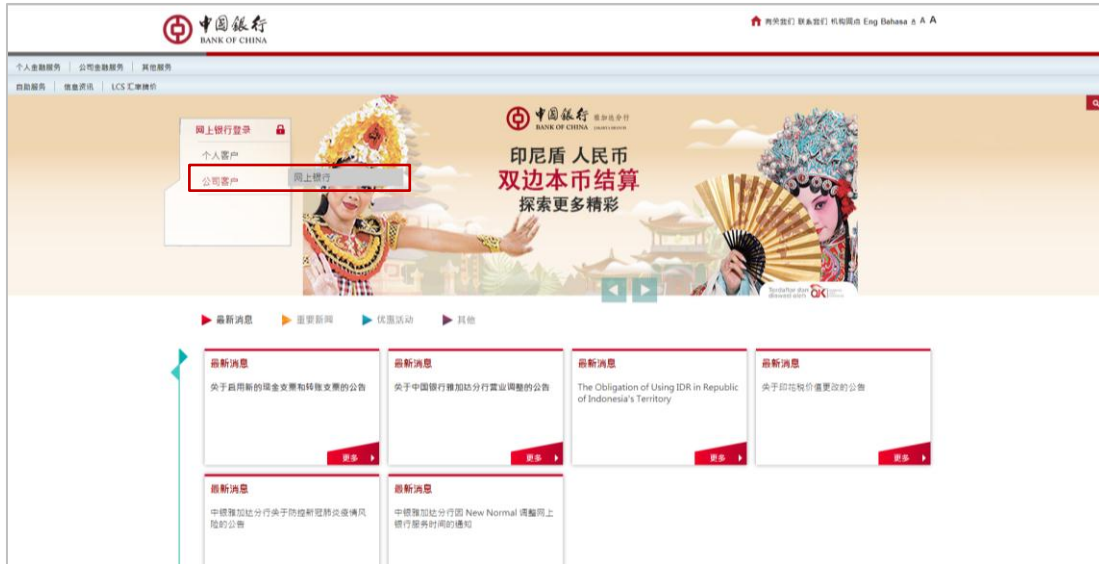 中国银行
BANK OF CHINA
有关我们 联系我们 机构网点 Eng Bahasa A A A
个人金融服务 公司金融服务 其他服务
自助服务 信息资讯 LCS 汇率牌价
网上银行登录
个人客户
公司客户 网上银行
中国银行 雅加达分行
BANK OF CHINA
印尼盾 人民币
双边本币结算
探索更多精彩
Terdaftar dan
diawasi oleh OJK
最新消息 重要新闻 优惠活动 其他
最新消息
关于启用新的现金支票和转账支票的公告
更多
最新消息
关于中国银行雅加达分行营业调整的公告
更多
最新消息
The Obligation of Using IDR in Republic
of Indonesia's Territory
更多
最新消息
关于印花税价值更改的公告
更多
最新消息
中银雅加达分行关于防控新冠肺炎疫情风
险的公告
最新消息
中银雅加达分行因 New Normal 调整网上
银行服务时间的通知